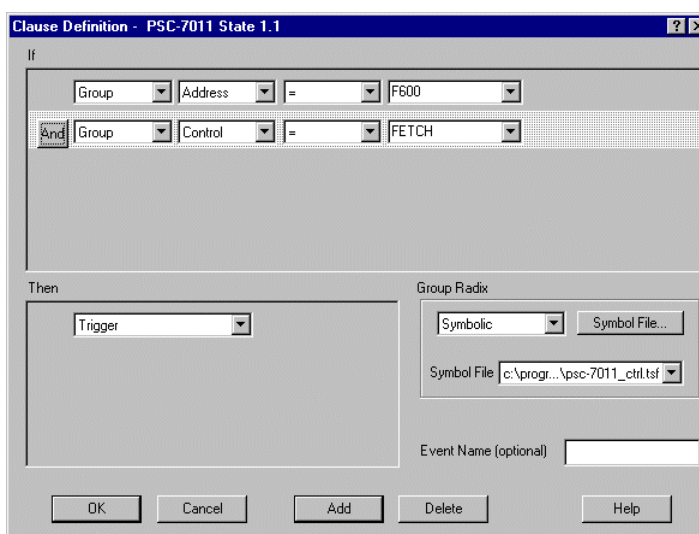 Clause Definition - PSC-7011 State 1.1
If
Group Address = F600
And Group Control = FETCH
Then
Trigger
Group Radix
Symbolic Symbol File...
Symbol File c:\progr...\psc-7011_ctrl.tsf
Event Name (optional)
OK Cancel Add Delete Help